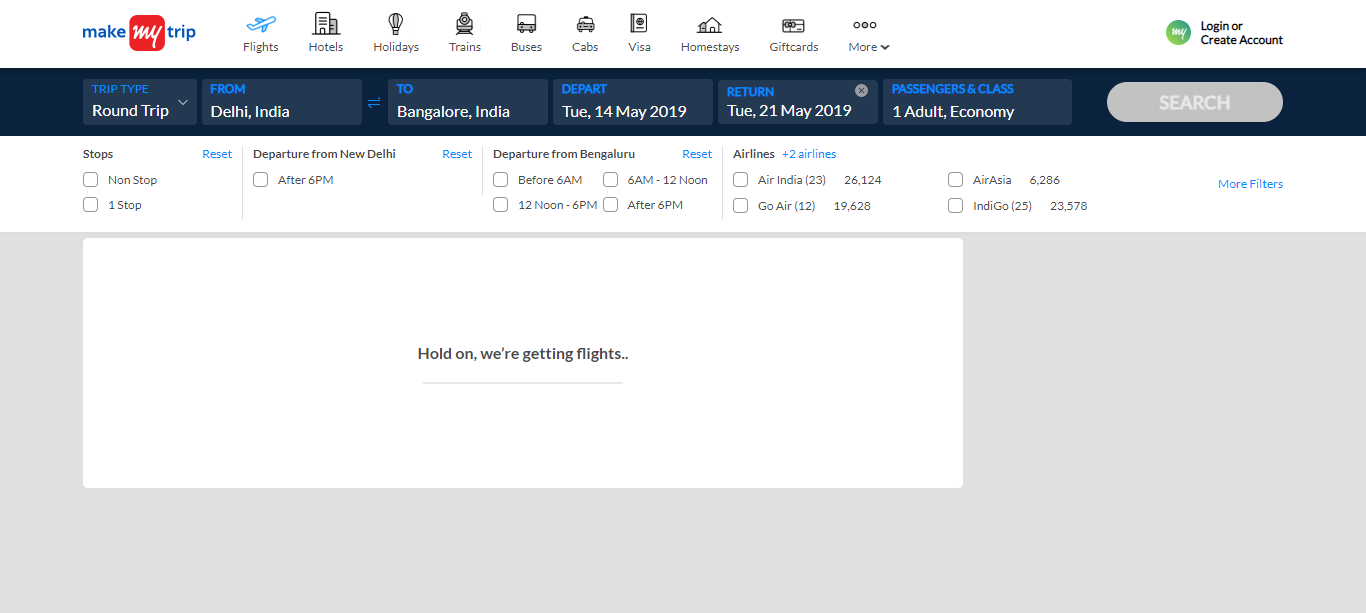 make my trip
Flights
Hotels
Holidays
Trains
Buses
Cabs
Visa
Homestays
Giftcards
More
my
Login or
Create Account
TRIP TYPE
Round Trip
FROM
Delhi, India
TO
Bangalore, India
DEPART
Tue, 14 May 2019
RETURN
Tue, 21 May 2019
PASSENGERS & CLASS
1 Adult, Economy
SEARCH
Stops Reset
Non Stop
1 Stop
Departure from New Delhi Reset
After 6PM
Departure from Bengaluru Reset
Before 6AM 6AM - 12 Noon
12 Noon - 6PM After 6PM
Airlines +2 airlines
Air India (23) 26,124 AirAsia 6,286
Go Air (12) 19,628 IndiGo (25) 23,578
More Filters
Hold on, we’re getting flights..